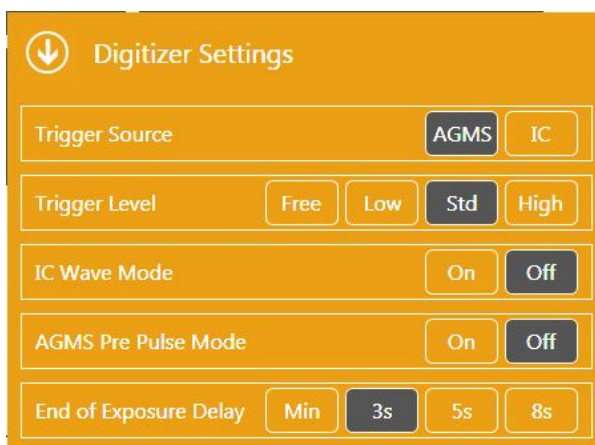 Digitizer Settings
Trigger Source AGMS IC
Trigger Level Free Low Std High
IC Wave Mode On Off
AGMS Pre Pulse Mode On Off
End of Exposure Delay Min 3s 5s 8s